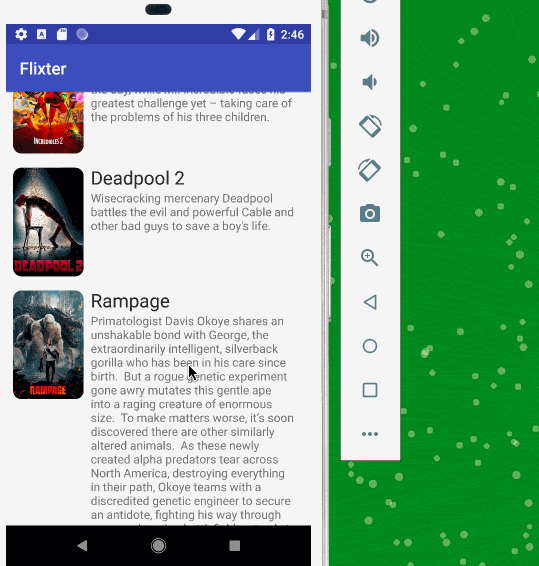 2:46
Flixter
the day, while Mr. Incredible faces his
greatest challenge yet – taking care of
the problems of his three children.
INCREDIBLES 2
Deadpool 2
Wisecracking mercenary Deadpool
battles the evil and powerful Cable and
other bad guys to save a boy's life.
DEADPOOL 2
Rampage
Primatologist Davis Okoye shares an
unshakable bond with George, the
extraordinarily intelligent, silverback
gorilla who has been in his care since
birth.  But a rogue genetic experiment
gone awry mutates this gentle ape
into a raging creature of enormous
size.  To make matters worse, it's soon
discovered there are other similarly
altered animals.  As these newly
created alpha predators tear across
North America, destroying everything
in their path, Okoye teams with a
discredited genetic engineer to secure
an antidote, fighting his way through
RAMPAGE